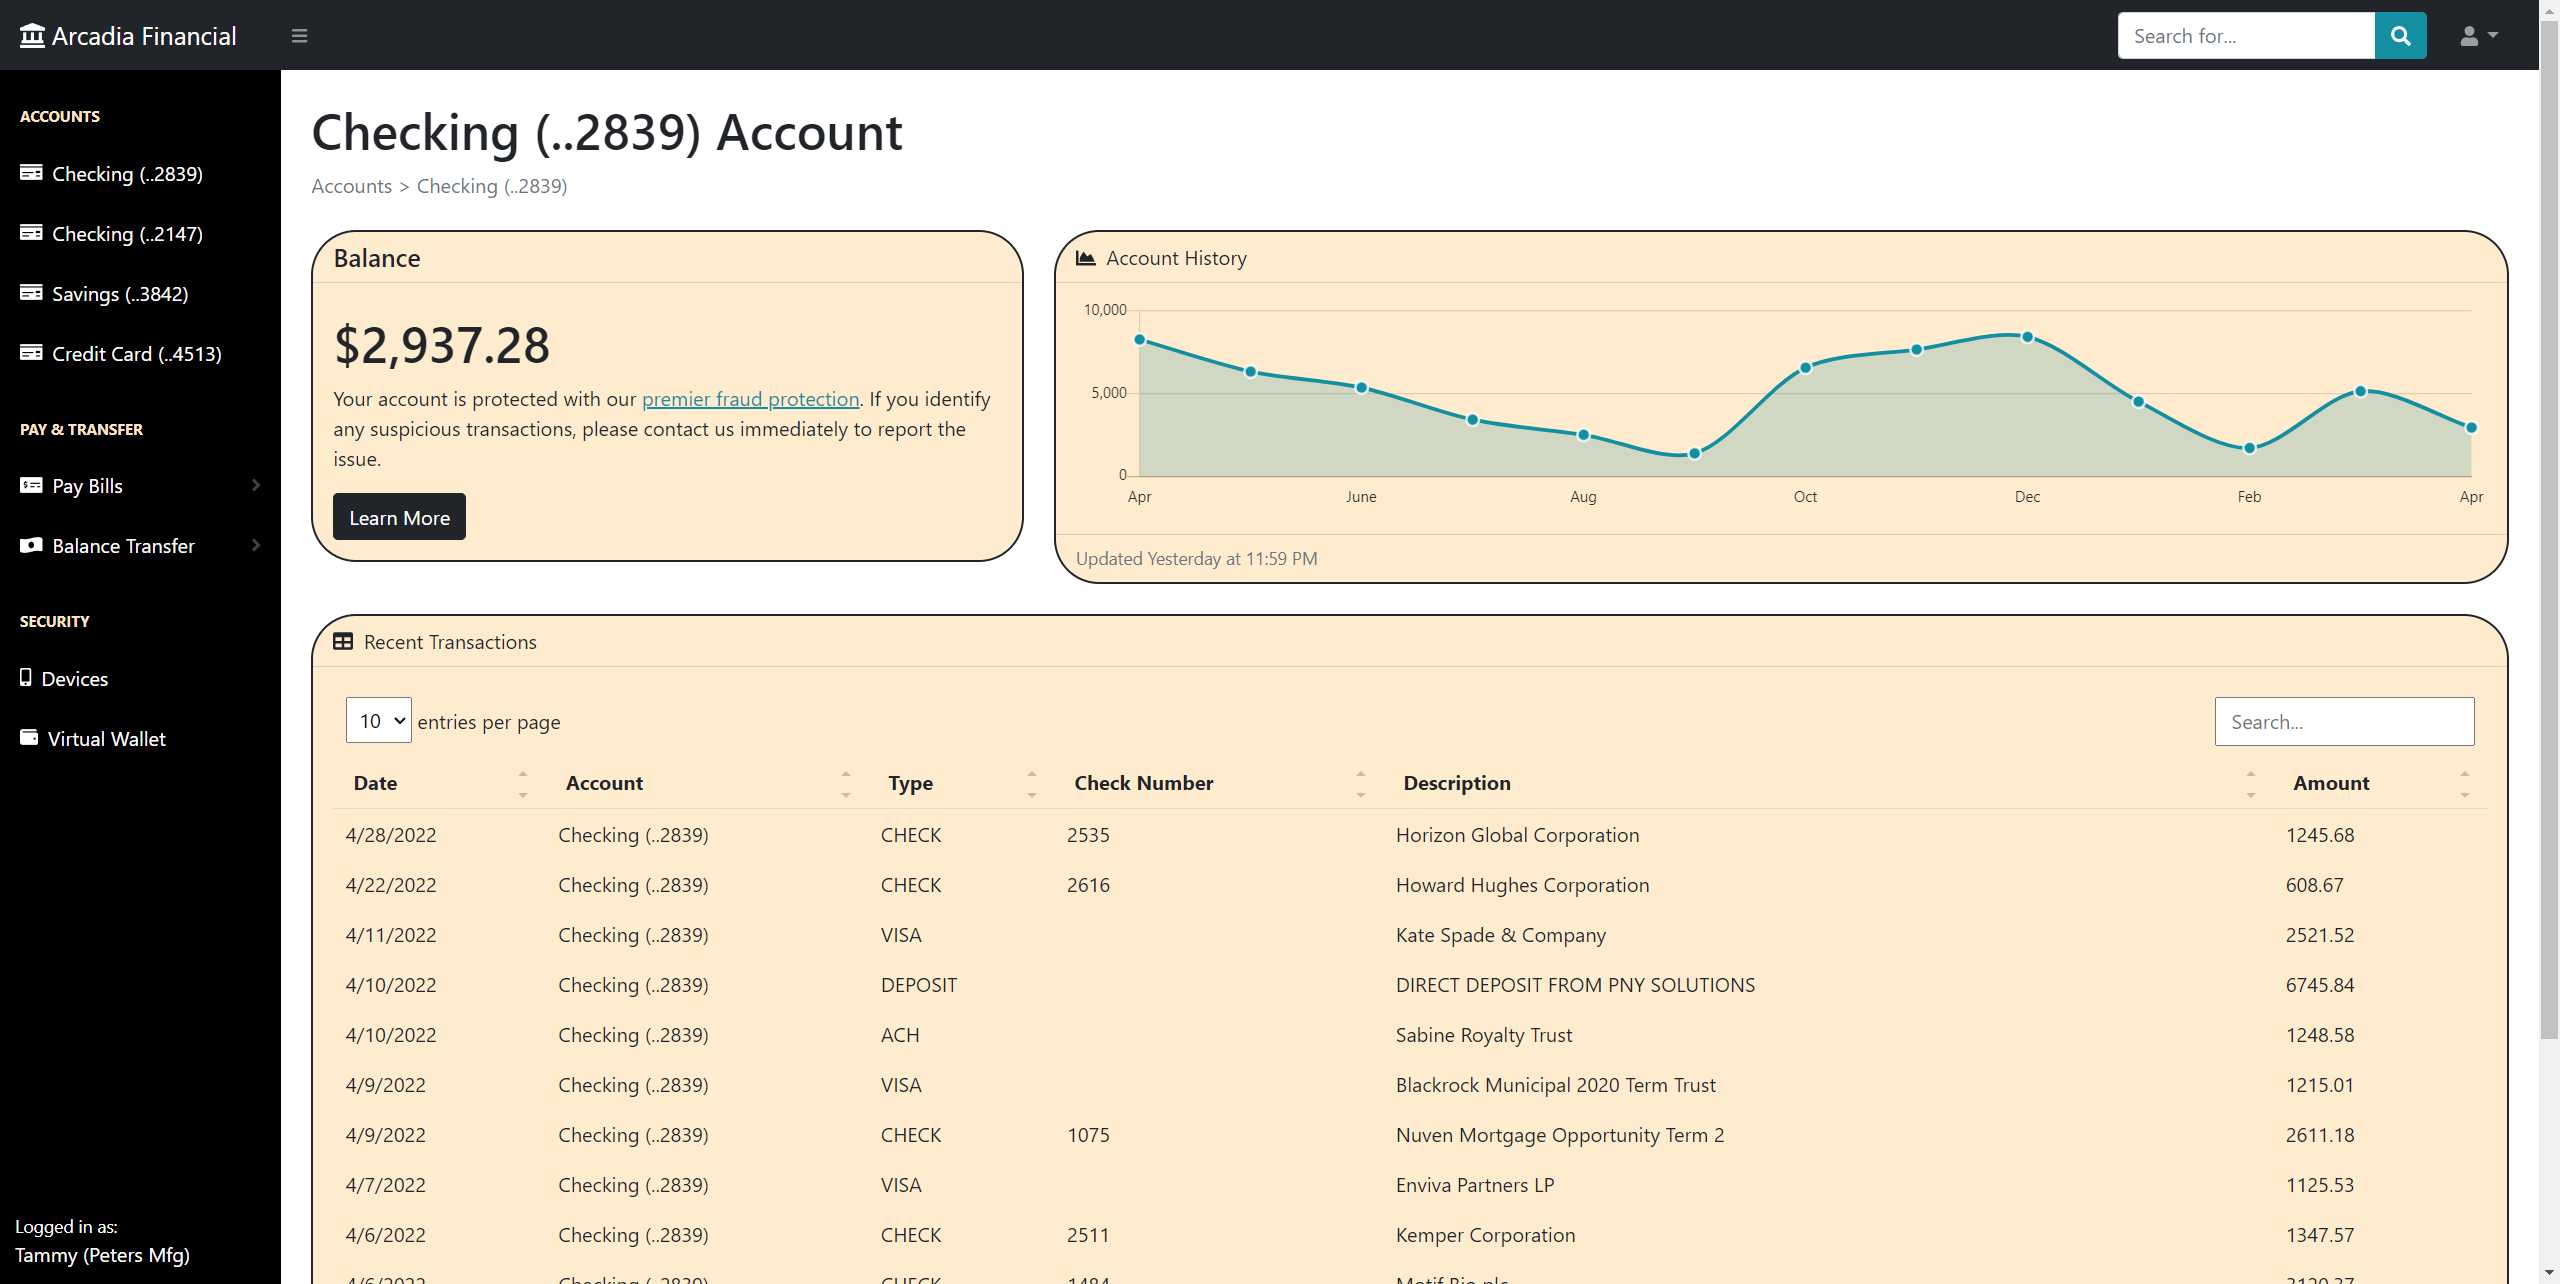 Arcadia Financial
Search for...
ACCOUNTS
Checking (..2839)
Checking (..2147)
Savings (..3842)
Credit Card (..4513)
PAY & TRANSFER
Pay Bills
Balance Transfer
SECURITY
Devices
Virtual Wallet
Logged in as:
Tammy (Peters Mfg)
Checking (..2839) Account
Accounts > Checking (..2839)
Balance
$2,937.28
Your account is protected with our premier fraud protection. If you identify
any suspicious transactions, please contact us immediately to report the
issue.
Learn More
Account History
10,000
5,000
0
Apr June Aug Oct Dec Feb Apr
Updated Yesterday at 11:59 PM
Recent Transactions
10 entries per page
Search...
Date Account Type Check Number Description Amount
4/28/2022 Checking (..2839) CHECK 2535 Horizon Global Corporation 1245.68
4/22/2022 Checking (..2839) CHECK 2616 Howard Hughes Corporation 608.67
4/11/2022 Checking (..2839) VISA Kate Spade & Company 2521.52
4/10/2022 Checking (..2839) DEPOSIT DIRECT DEPOSIT FROM PNY SOLUTIONS 6745.84
4/10/2022 Checking (..2839) ACH Sabine Royalty Trust 1248.58
4/9/2022 Checking (..2839) VISA Blackrock Municipal 2020 Term Trust 1215.01
4/9/2022 Checking (..2839) CHECK 1075 Nuven Mortgage Opportunity Term 2 2611.18
4/7/2022 Checking (..2839) VISA Enviva Partners LP 1125.53
4/6/2022 Checking (..2839) CHECK 2511 Kemper Corporation 1347.57
4/6/2022 Checking (..2839) CHECK 1484 Motif Bio plc